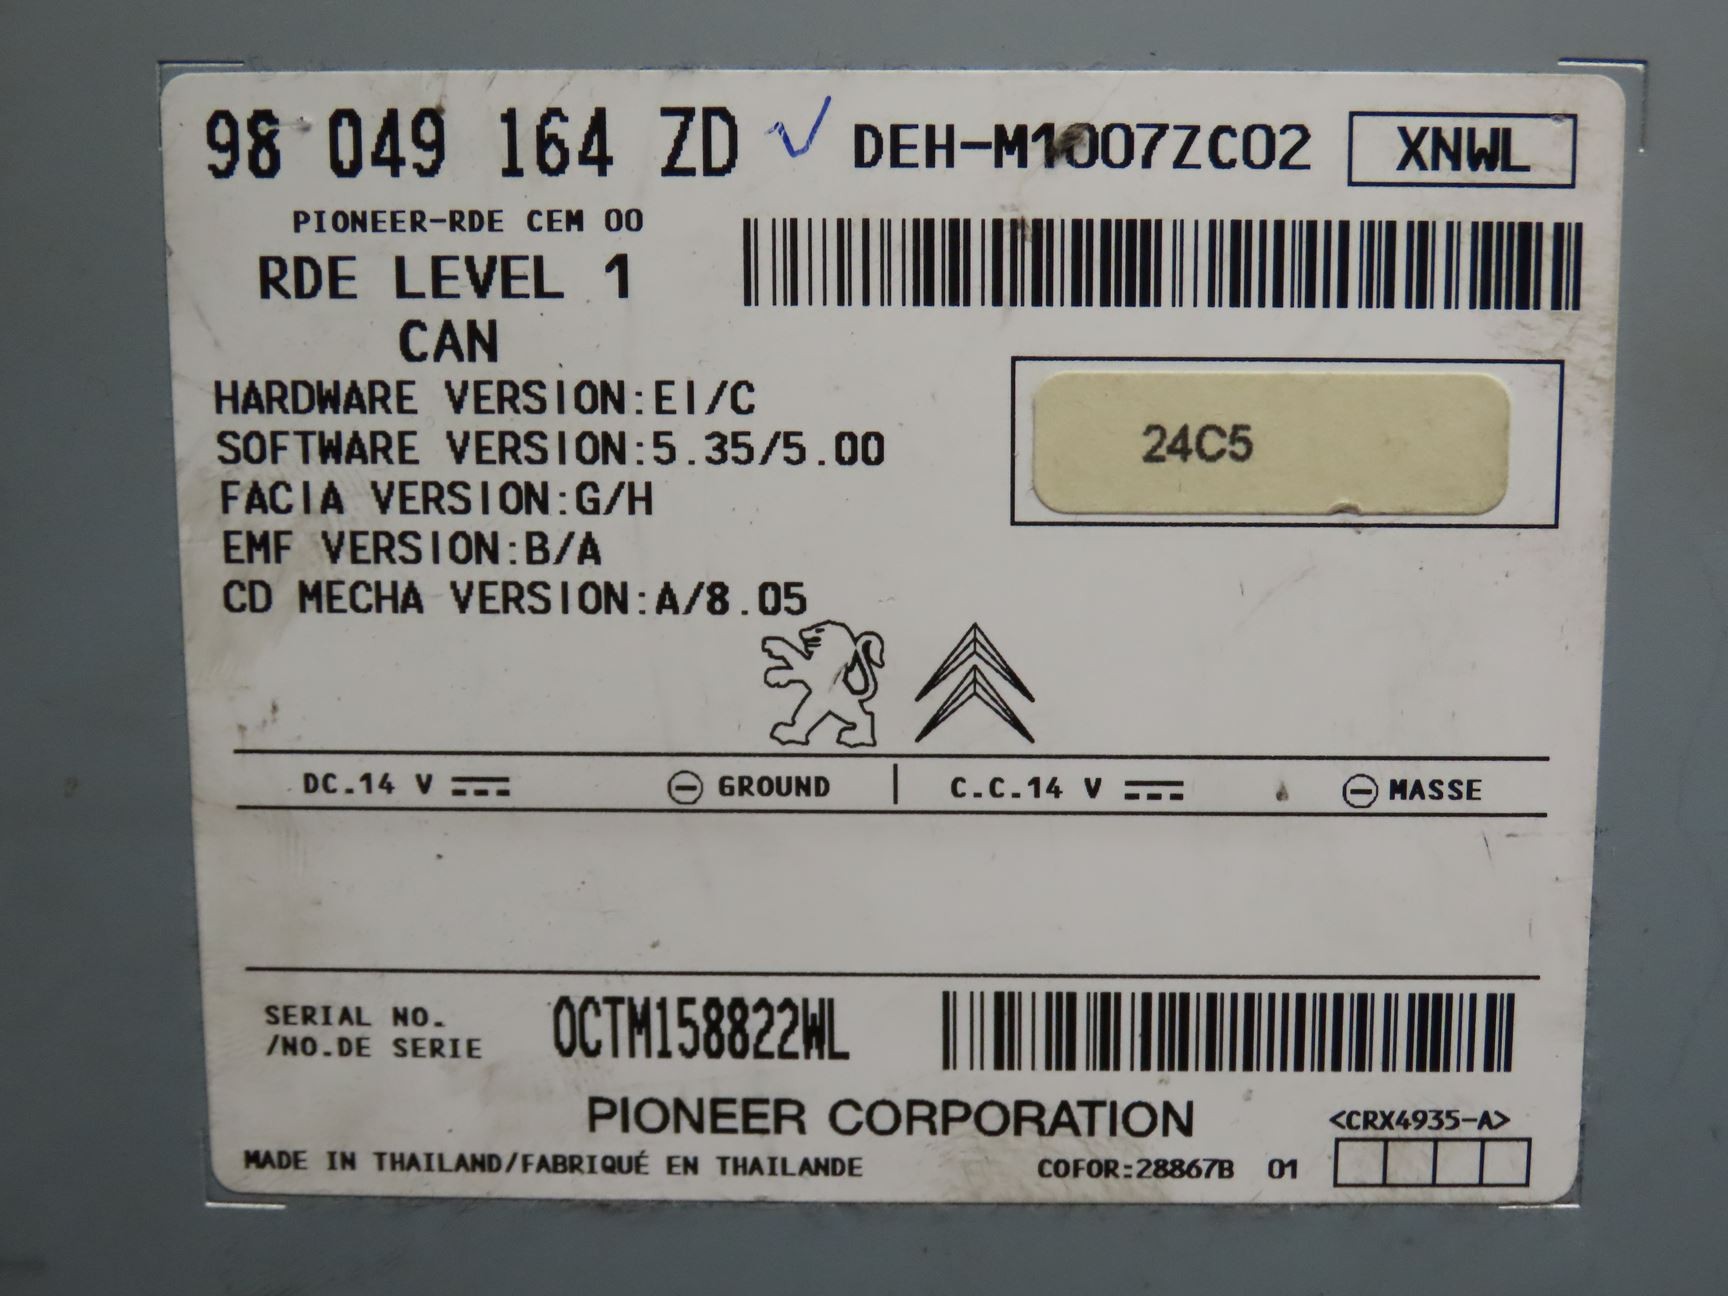 98 049 164 ZD DEH-M1007ZC02 XNWL
PIONEER-RDE CEM 00
RDE LEVEL 1
CAN
HARDWARE VERSION:EI/C
SOFTWARE VERSION:5.35/5.00
24C5
FACIA VERSION:G/H
EMF VERSION:B/A
CD MECHA VERSION:A/8.05
DC.14 V GROUND | C.C.14 V MASSE
SERIAL NO.
/NO.DE SERIE
OCTM158822WL
PIONEER CORPORATION
<CRX4935-A>
MADE IN THAILAND/FABRIQUÉ EN THAILANDE COFOR:28867B 01